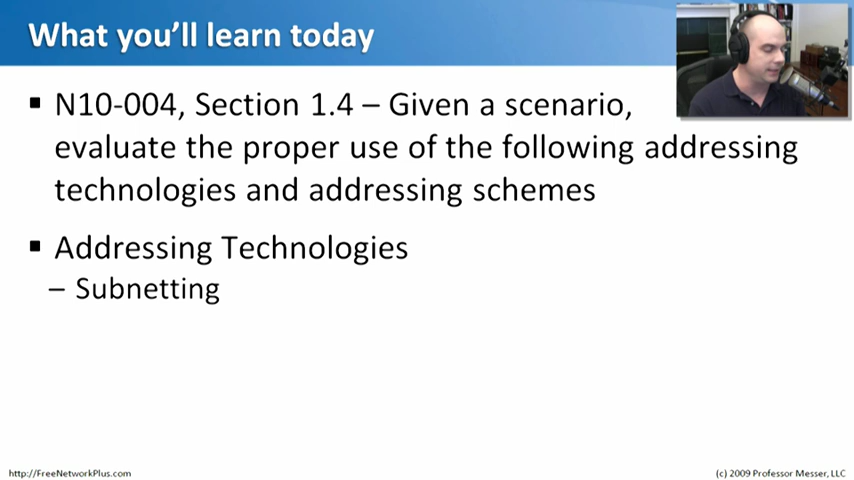 What you'll learn today
▪ N10-004, Section 1.4 – Given a scenario,
evaluate the proper use of the following addressing
technologies and addressing schemes
▪ Addressing Technologies
– Subnetting
http://FreeNetworkPlus.com
(c) 2009 Professor Messer, LLC